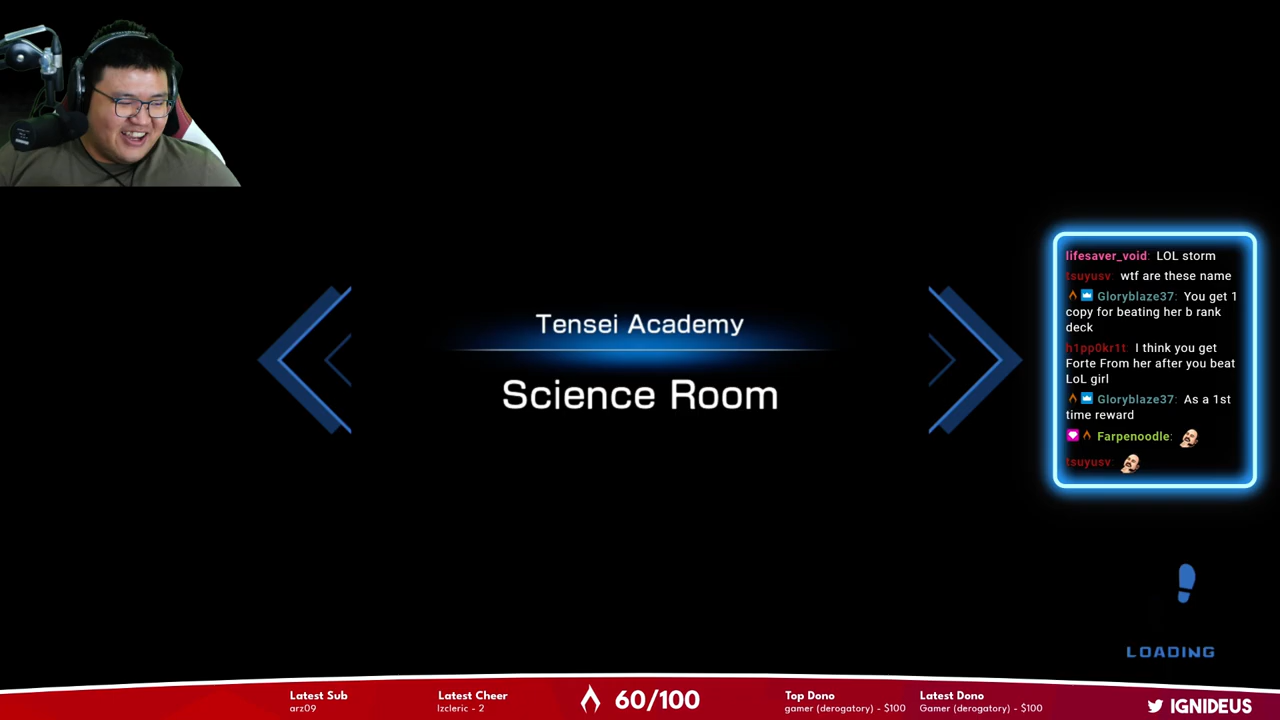 Tensei Academy
Science Room
lifesaver_void: LOL storm
tsuyusv: wtf are these name
Gloryblaze37: You get 1
copy for beating her b rank
deck
h1pp0kr1t: I think you get
Forte From her after you beat
LoL girl
Gloryblaze37: As a 1st
time reward
Farpenoodle:
tsuyusv:
LOADING
Latest Sub
arz09
Latest Cheer
lzcleric - 2
60/100
Top Dono
gamer (derogatory) - $100
Latest Dono
Gamer (derogatory) - $100
IGNIDEUS